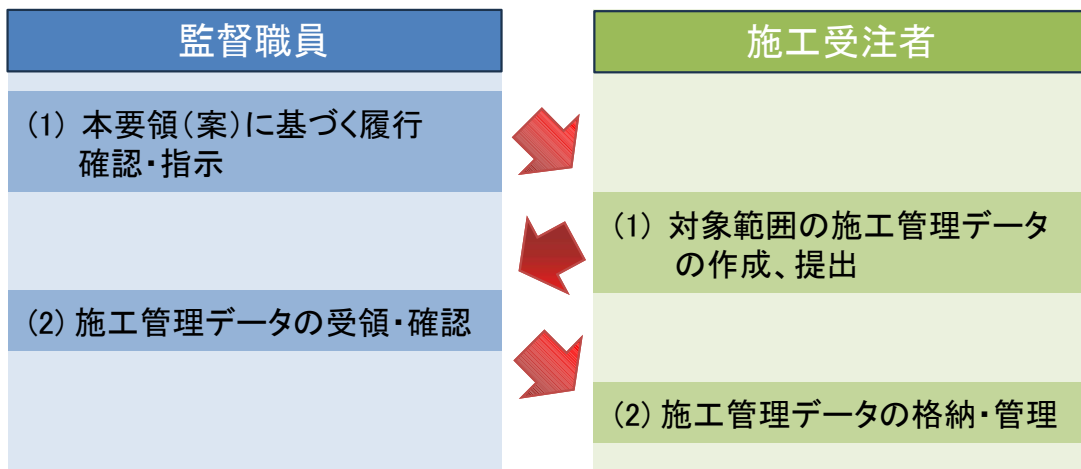 監督職員
施工受注者
(1) 本要領(案)に基づく履行
確認・指示
(1) 対象範囲の施工管理データ
の作成、提出
(2) 施工管理データの受領・確認
(2) 施工管理データの格納・管理